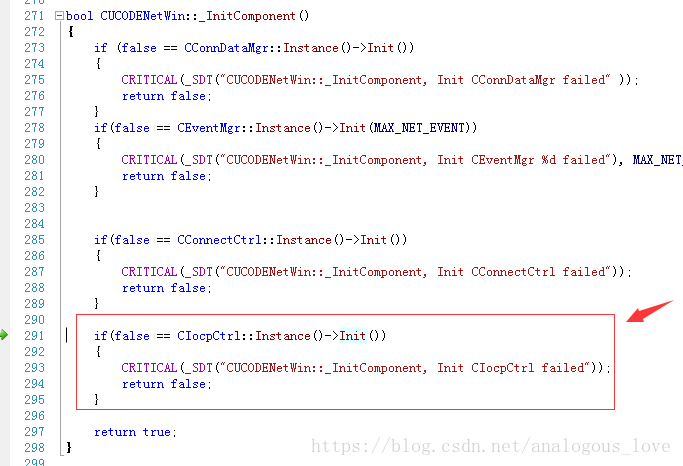 271 bool CUCODENetWin::_InitComponent()
272 {
273 if (false == CConnDataMgr::Instance()->Init())
274 {
275 CRITICAL(_SDT("CUCODENetWin::_InitComponent, Init CConnDataMgr failed" ));
276 return false;
277 }
278 if(false == CEventMgr::Instance()->Init(MAX_NET_EVENT))
279 {
280 CRITICAL(_SDT("CUCODENetWin::_InitComponent, Init CEventMgr %d failed"), MAX_NET_
281 return false;
282 }
283
284
285 if(false == CConnectCtrl::Instance()->Init())
286 {
287 CRITICAL(_SDT("CUCODENetWin::_InitComponent, Init CConnectCtrl failed"));
288 return false;
289 }
290
291 if(false == CIocpCtrl::Instance()->Init())
292 {
293 CRITICAL(_SDT("CUCODENetWin::_InitComponent, Init CIocpCtrl failed"));
294 return false;
295 }
296
297 return true;
298 }
299
https://blog.csdn.net/analogous_love